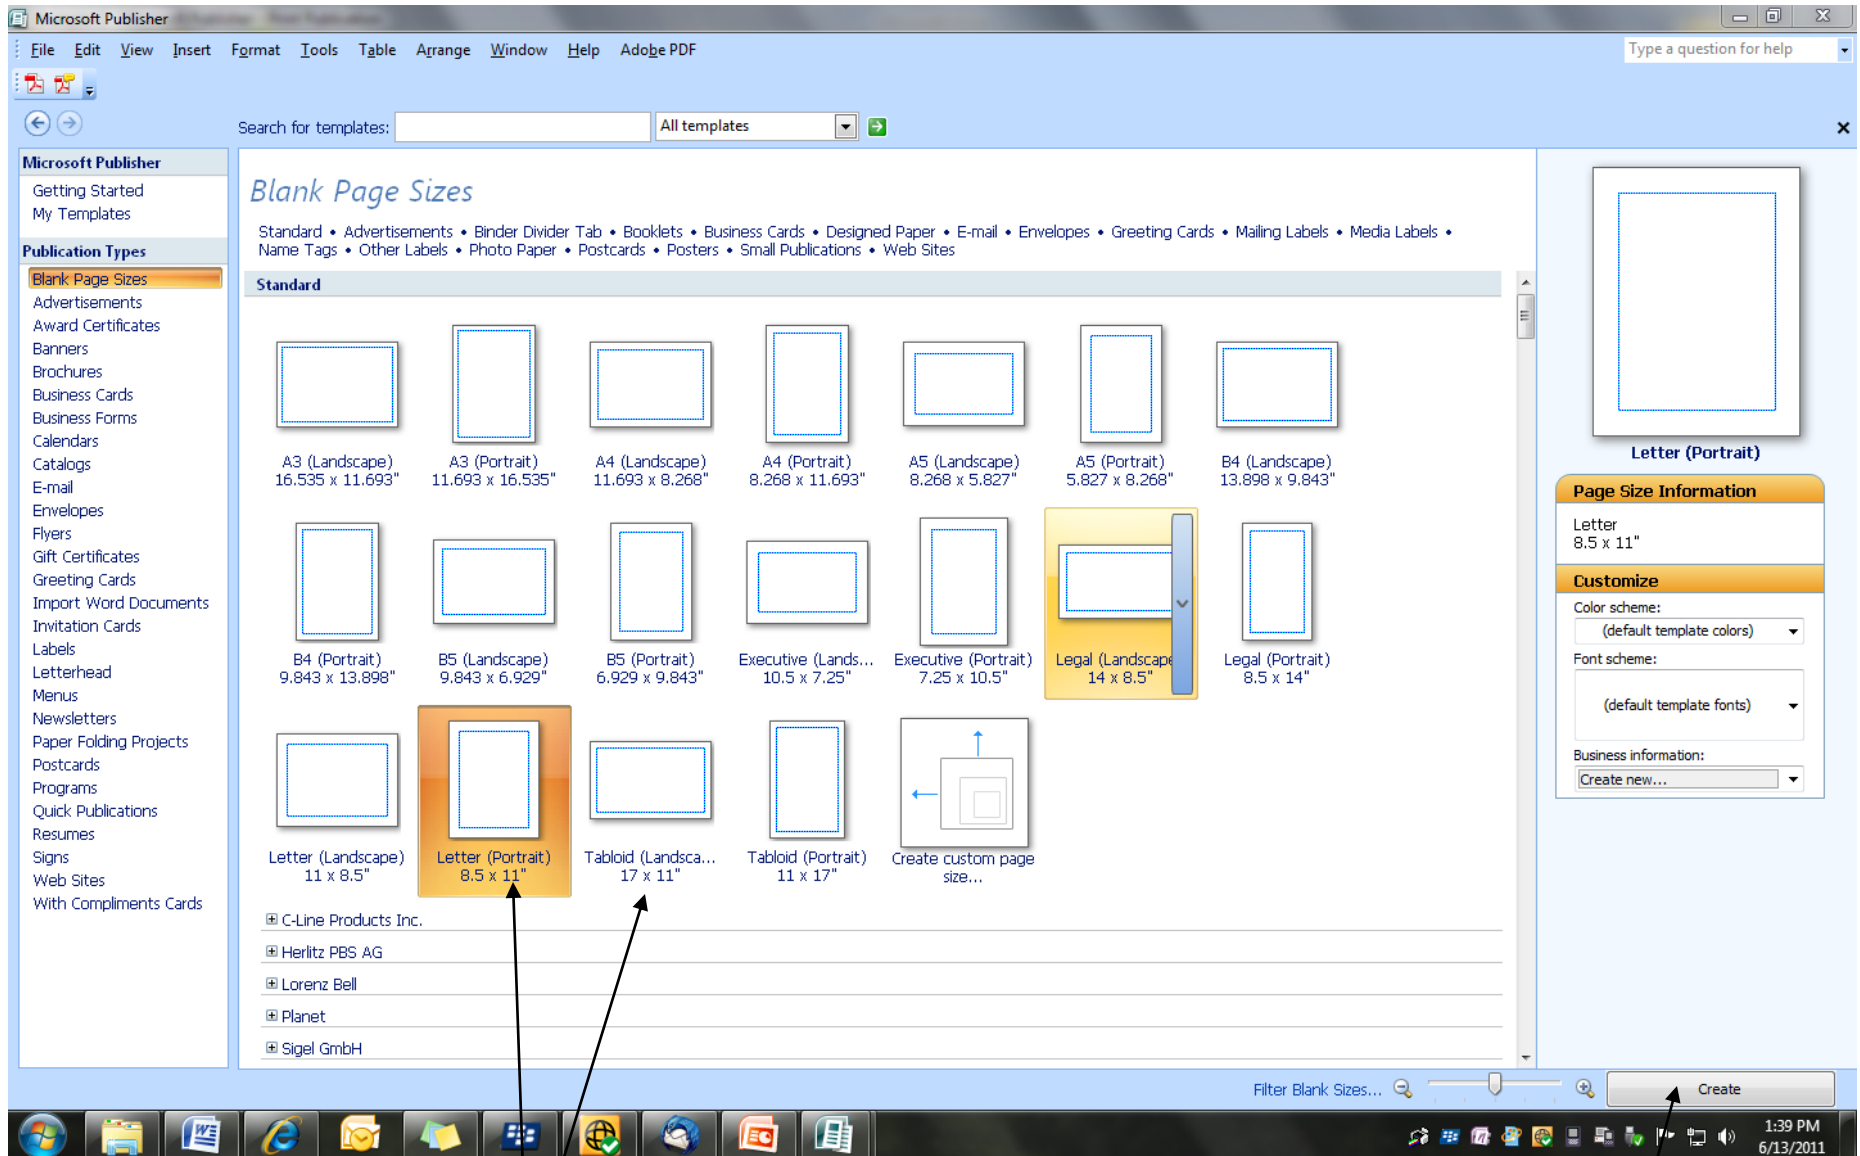 Microsoft Publisher
File Edit View Insert Format Tools Table Arrange Window Help Adobe PDF
Type a question for help
Search for templates:
All templates
Microsoft Publisher
Getting Started
My Templates
Publication Types
Blank Page Sizes
Advertisements
Award Certificates
Banners
Brochures
Business Cards
Business Forms
Calendars
Catalogs
E-mail
Envelopes
Flyers
Gift Certificates
Greeting Cards
Import Word Documents
Invitation Cards
Labels
Letterhead
Menus
Newsletters
Paper Folding Projects
Postcards
Programs
Quick Publications
Resumes
Signs
Web Sites
With Compliments Cards
Blank Page Sizes
Standard • Advertisements • Binder Divider Tab • Booklets • Business Cards • Designed Paper • E-mail • Envelopes • Greeting Cards • Mailing Labels • Media Labels •
Name Tags • Other Labels • Photo Paper • Postcards • Posters • Small Publications • Web Sites
Standard
A3 (Landscape)
16.535 x 11.693"
A3 (Portrait)
11.693 x 16.535"
A4 (Landscape)
11.693 x 8.268"
A4 (Portrait)
8.268 x 11.693"
A5 (Landscape)
8.268 x 5.827"
A5 (Portrait)
5.827 x 8.268"
B4 (Landscape)
13.898 x 9.843"
B4 (Portrait)
9.843 x 13.898"
B5 (Landscape)
9.843 x 6.929"
B5 (Portrait)
6.929 x 9.843"
Executive (Lands...
10.5 x 7.25"
Executive (Portrait)
7.25 x 10.5"
Legal (Landscape
14 x 8.5"
Legal (Portrait)
8.5 x 14"
Letter (Landscape)
11 x 8.5"
Letter (Portrait)
8.5 x 11"
Tabloid (Landsca...
17 x 11"
Tabloid (Portrait)
11 x 17"
Create custom page
size...
C-Line Products Inc.
Herlitz PBS AG
Lorenz Bell
Planet
Sigel GmbH
Letter (Portrait)
Page Size Information
Letter
8.5 x 11"
Customize
Color scheme:
(default template colors)
Font scheme:
(default template fonts)
Business information:
Create new...
Filter Blank Sizes...
Create
1:39 PM
6/13/2011